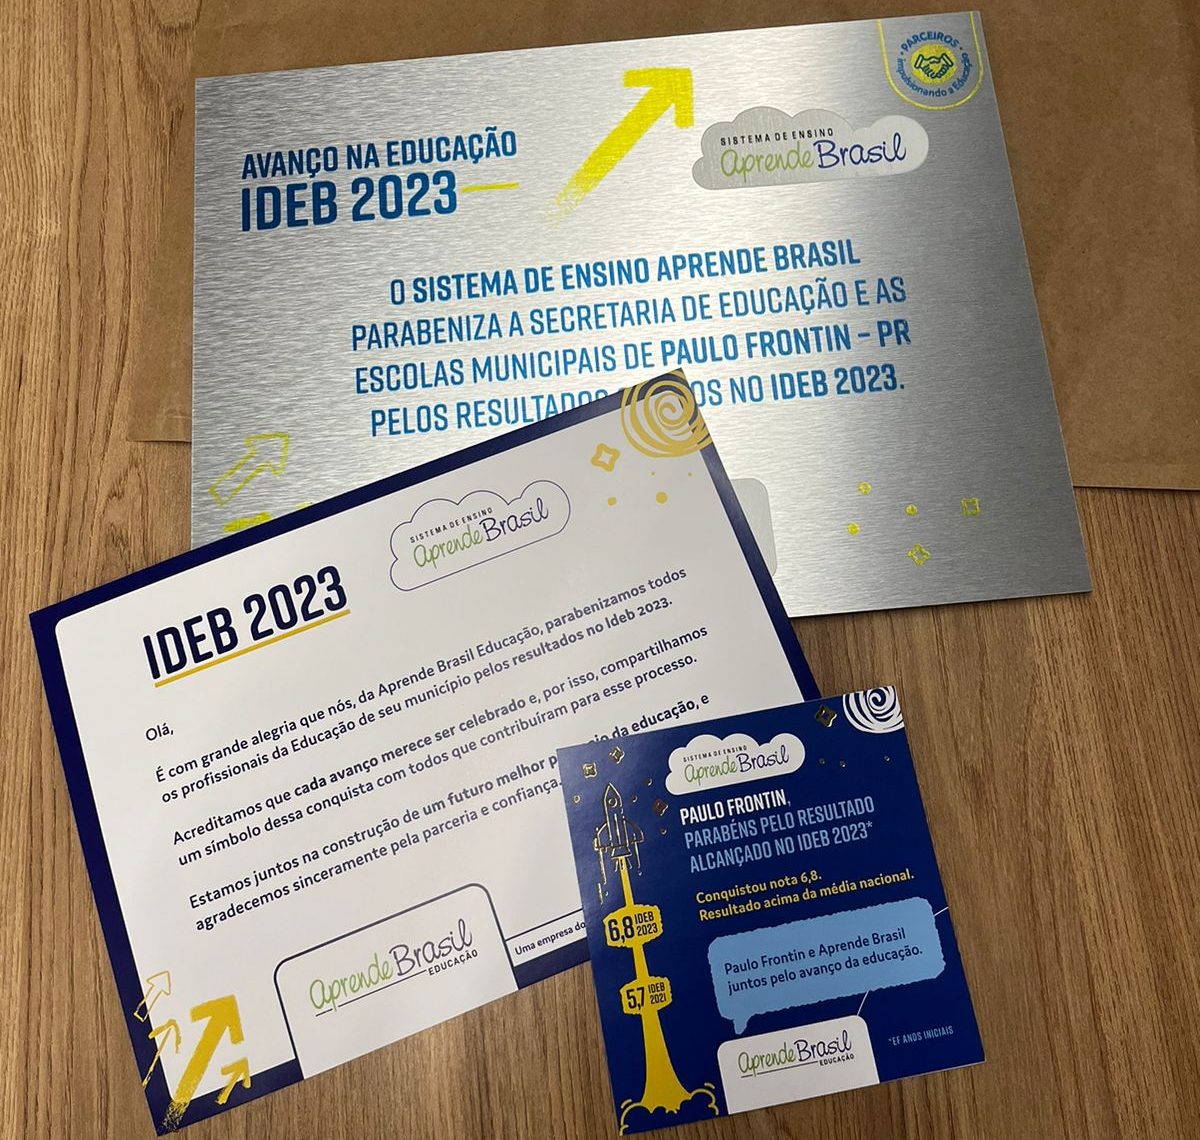 PARCEIROS
impulsionando a Educação
AVANÇO NA EDUCAÇÃO
IDEB 2023
SISTEMA DE ENSINO
aprende Brasil
O SISTEMA DE ENSINO APRENDE BRASIL
PARABENIZA A SECRETARIA DE EDUCAÇÃO E AS
ESCOLAS MUNICIPAIS DE PAULO FRONTIN – PR
PELOS NO IDEB 2023.
SISTEMA DE ENSINO
aprende Brasil
IDEB 2023
Olá,
É com grande alegria que nós, da Aprende Brasil Educação, parabenizamos todos
os profissionais da Educação de seu município pelos resultados no Ideb 2023.
Acreditamos que cada avanço merece ser celebrado e, por isso, compartilhamos
um símbolo dessa conquista com todos que contribuíram para esse processo.
Estamos juntos na construção de um futuro melhor da educação, e
agradecemos sinceramente pela parceria e confiança.
aprende Brasil
EDUCAÇÃO
Uma empresa do
SISTEMA DE ENSINO
aprende Brasil
PAULO FRONTIN,
PARABÉNS PELO RESULTADO
ALCANÇADO NO IDEB 2023*
Conquistou nota 6,8.
Resultado acima da média nacional.
6,8 IDEB 2023
5,7 IDEB 2021
Paulo Frontin e Aprende Brasil
juntos pelo avanço da educação.
*EF ANOS INICIAIS
aprende Brasil
EDUCAÇÃO